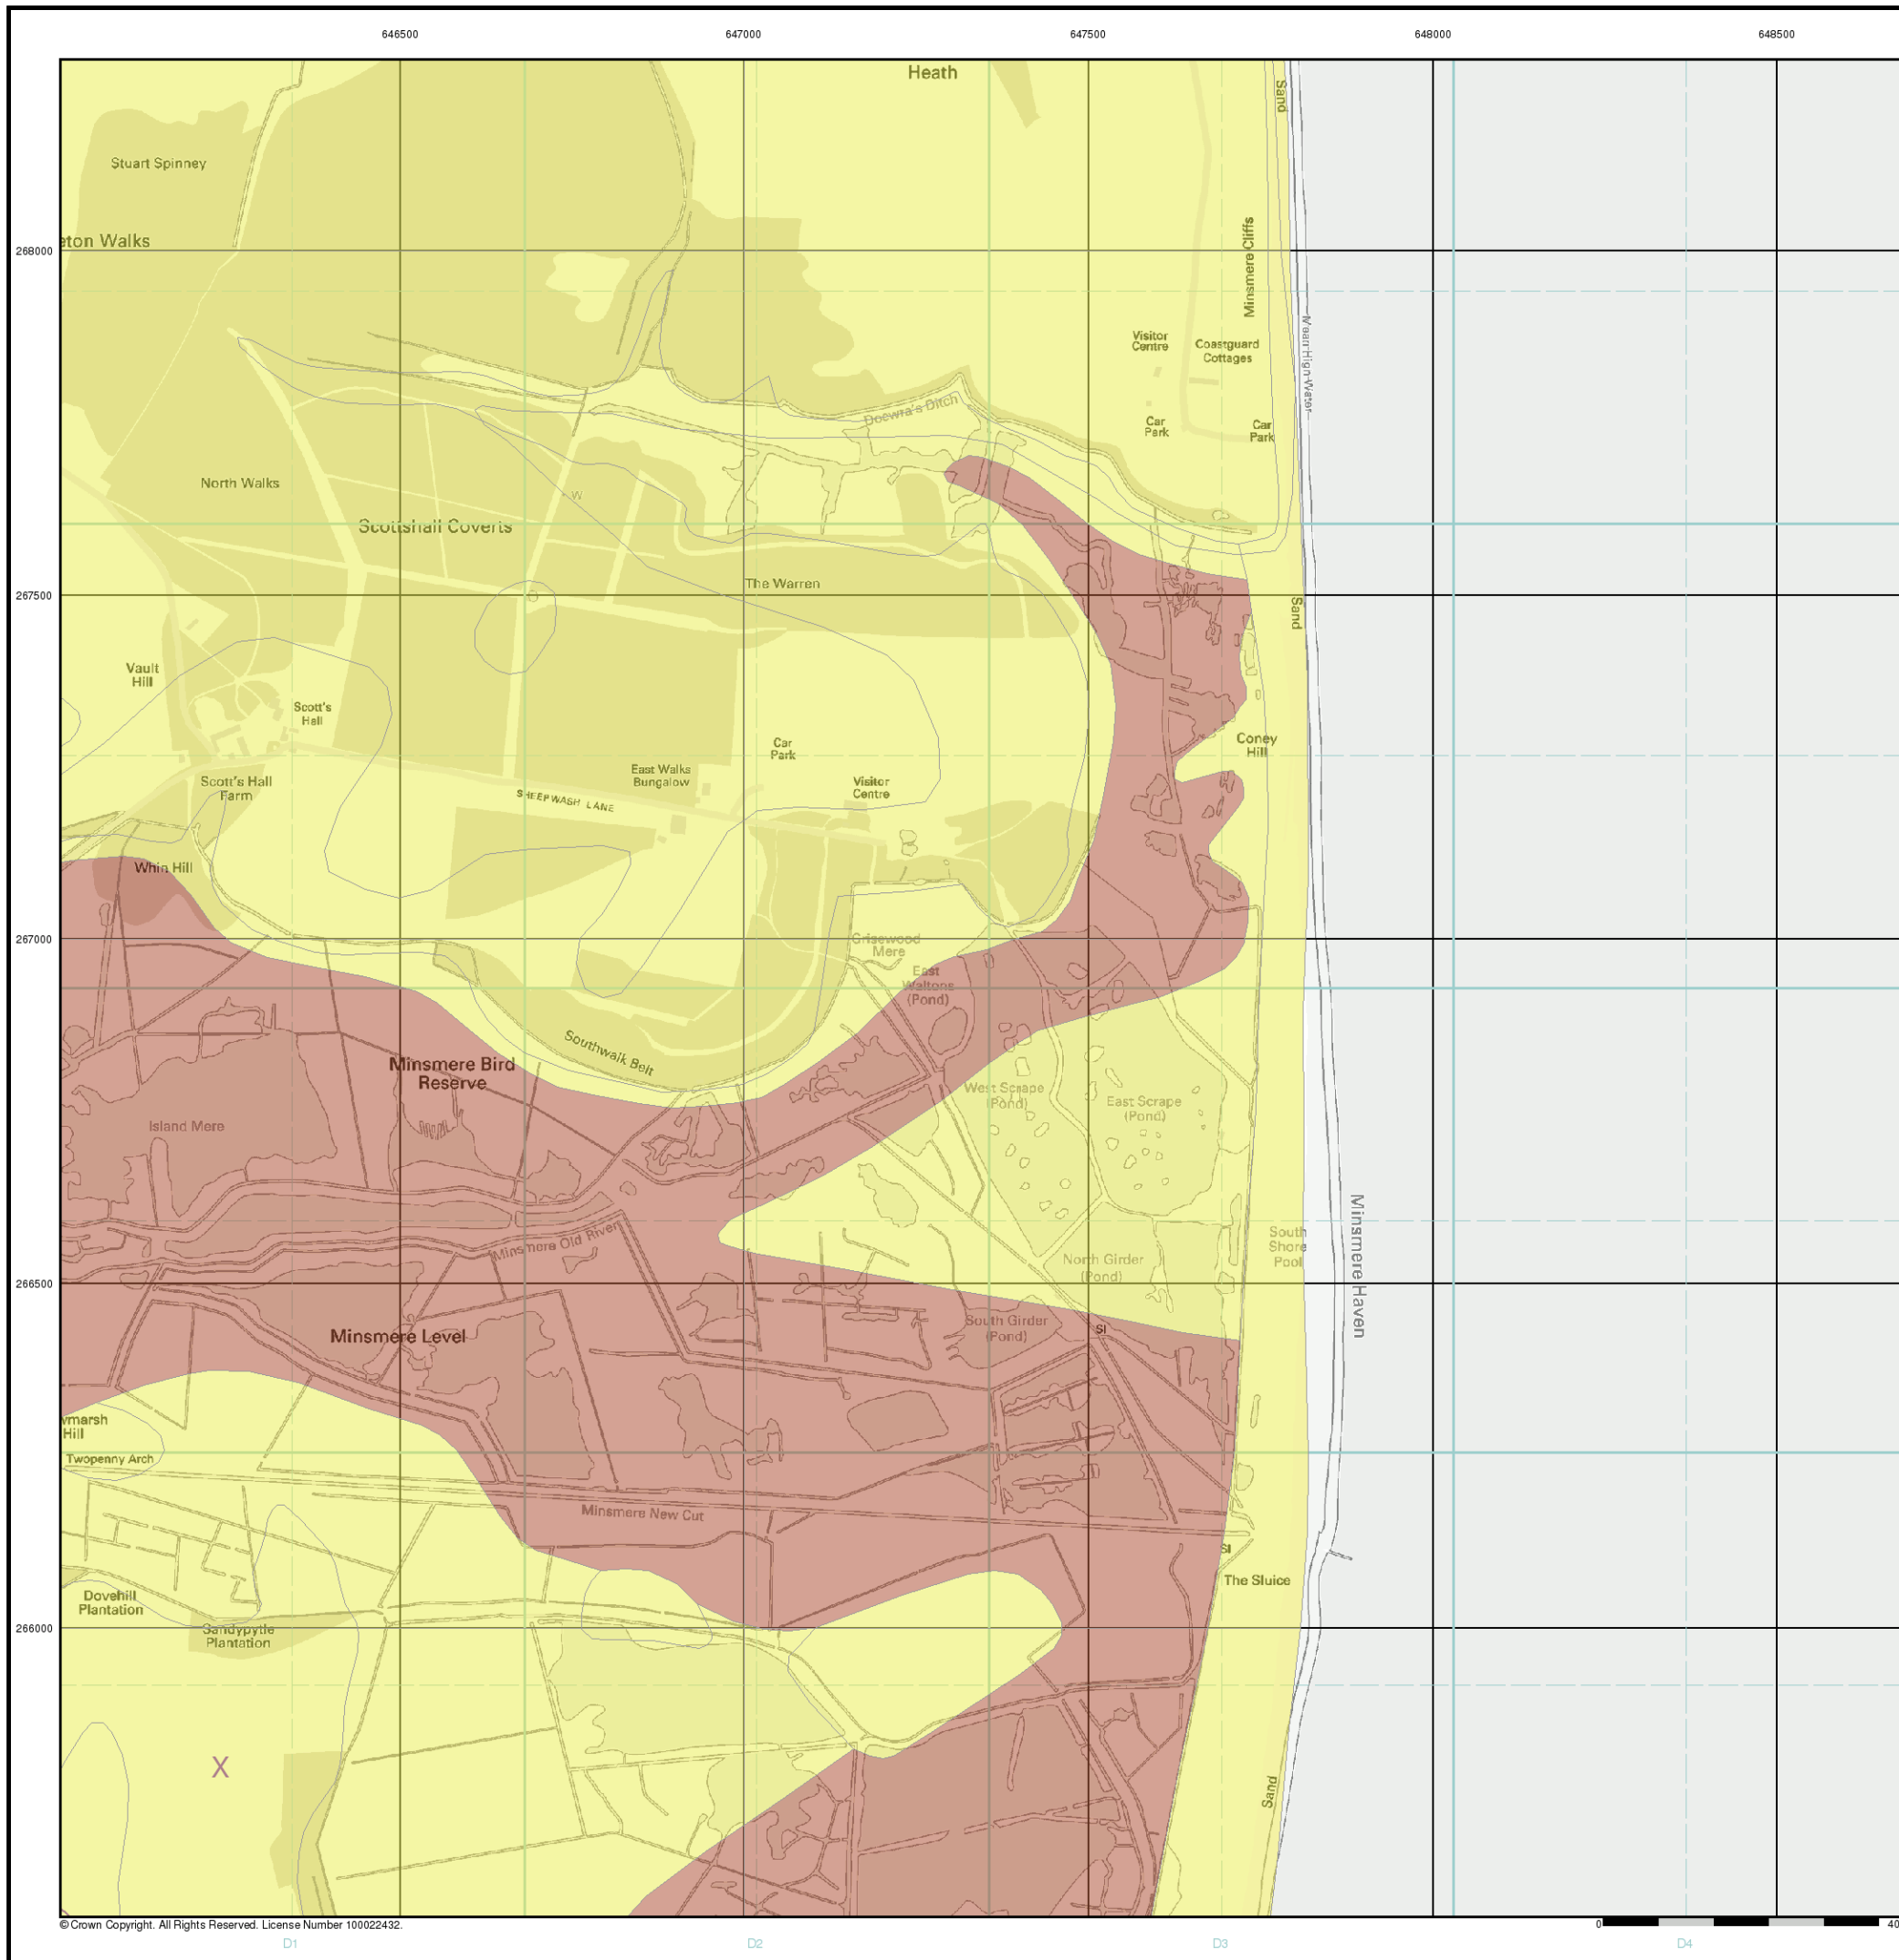 646500 647000 647500 648000 648500
Heath
Sand
Stuart Spinney
eton Walks
268000
Minsmere Cliffs
Mean High Water
Visitor
Centre
Coastguard
Cottages
Docwra's Ditch
Car
Park
Car
Park
North Walks
W
Scottshall Coverts
The Warren
267500
Sand
Vault
Hill
Scott's
Hall
Coney
Hill
Car
Park
East Walks
Bungalow
Visitor
Centre
Scott's Hall
Farm
SHEEPWASH LANE
Whin Hill
267000
Grisewood
Mere
East
Waltons
(Pond)
Southwalk Belt
Minsmere Bird
Reserve
West Scrape
(Pond)
East Scrape
(Pond)
Island Mere
Minsmere Old River
South
Shore
Pool
Minsmere Haven
North Girder
(Pond)
266500
Minsmere Level
South Girder
(Pond)
Sl
wmarsh
Hill
Twopenny Arch
Minsmere New Cut
Sl
The Sluice
Dovehill
Plantation
266000
Sandypytle
Plantation
X
Sand
© Crown Copyright. All Rights Reserved. License Number 100022432.
0 40
D1 D2 D3 D4